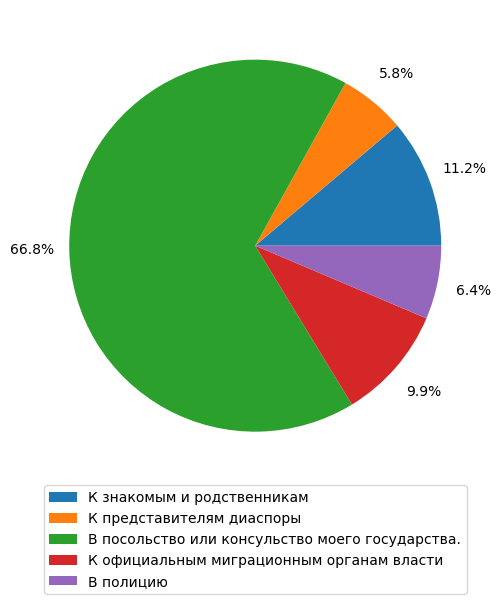 5.8%
11.2%
66.8%
6.4%
9.9%
К знакомым и родственникам
К представителям диаспоры
В посольство или консульство моего государства.
К официальным миграционным органам власти
В полицию